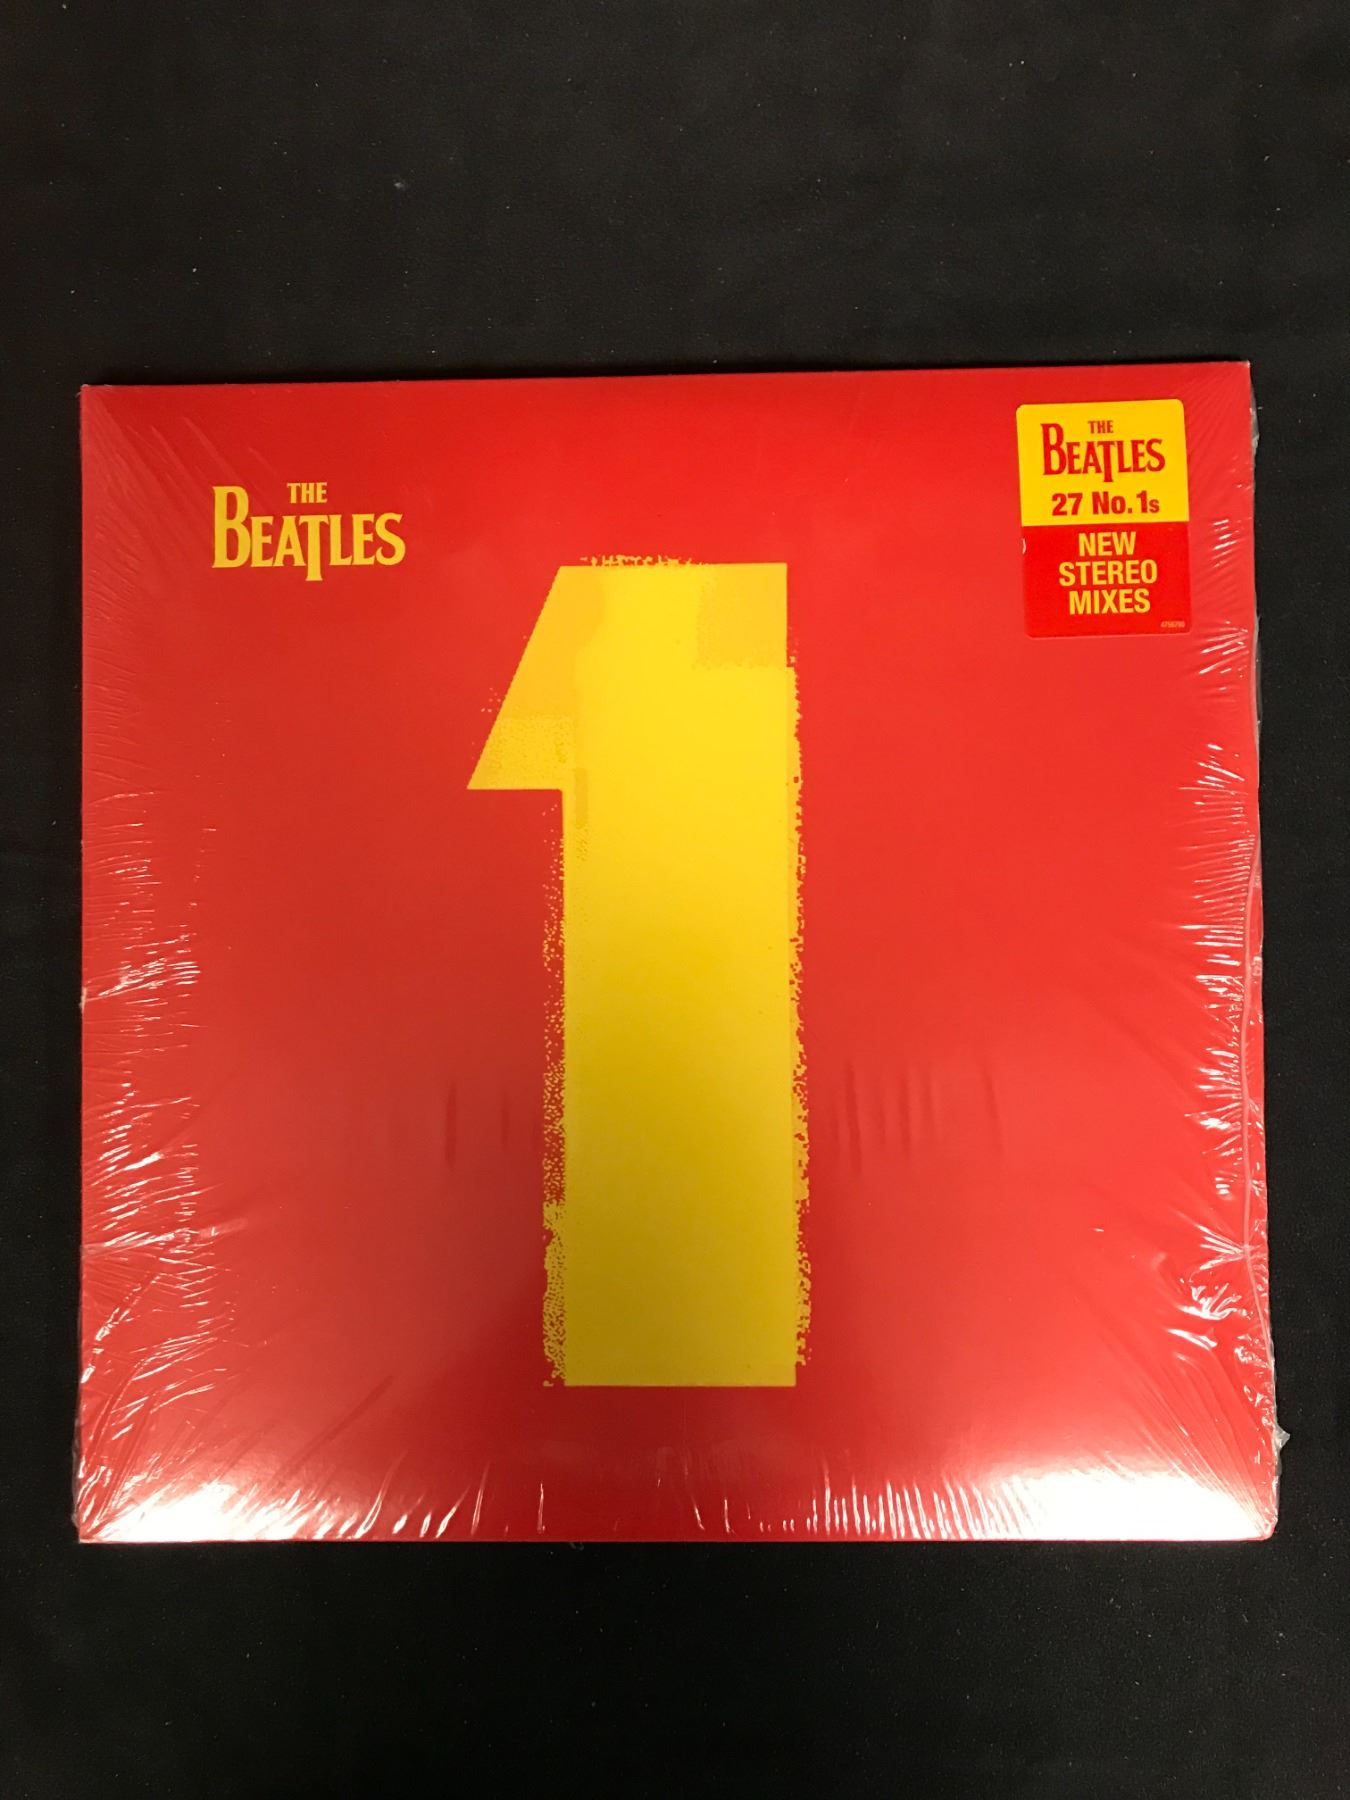 THE
BEATLES
1
THE
BEATLES
27 No.1s
NEW
STEREO
MIXES